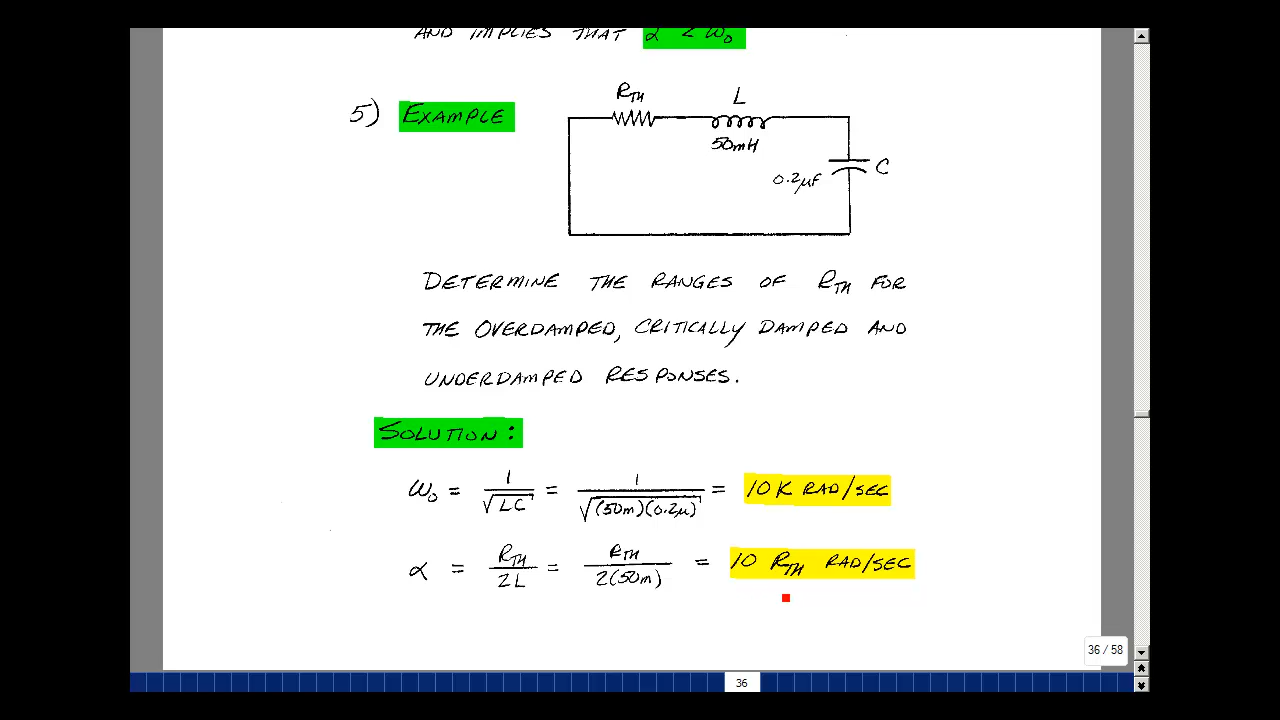 AND IMPLIES THAT α < ω₀
5) EXAMPLE
R_TH
L
50mH
0.2μF
C
DETERMINE THE RANGES OF R_TH FOR
THE OVERDAMPED, CRITICALLY DAMPED AND
UNDERDAMPED RESPONSES.
SOLUTION:
ω₀ = 1/√(LC) = 1/√((50m)(0.2μ)) = 10K RAD/SEC
α = R_TH/2L = R_TH/2(50m) = 10 R_TH RAD/SEC
36 / 58
36